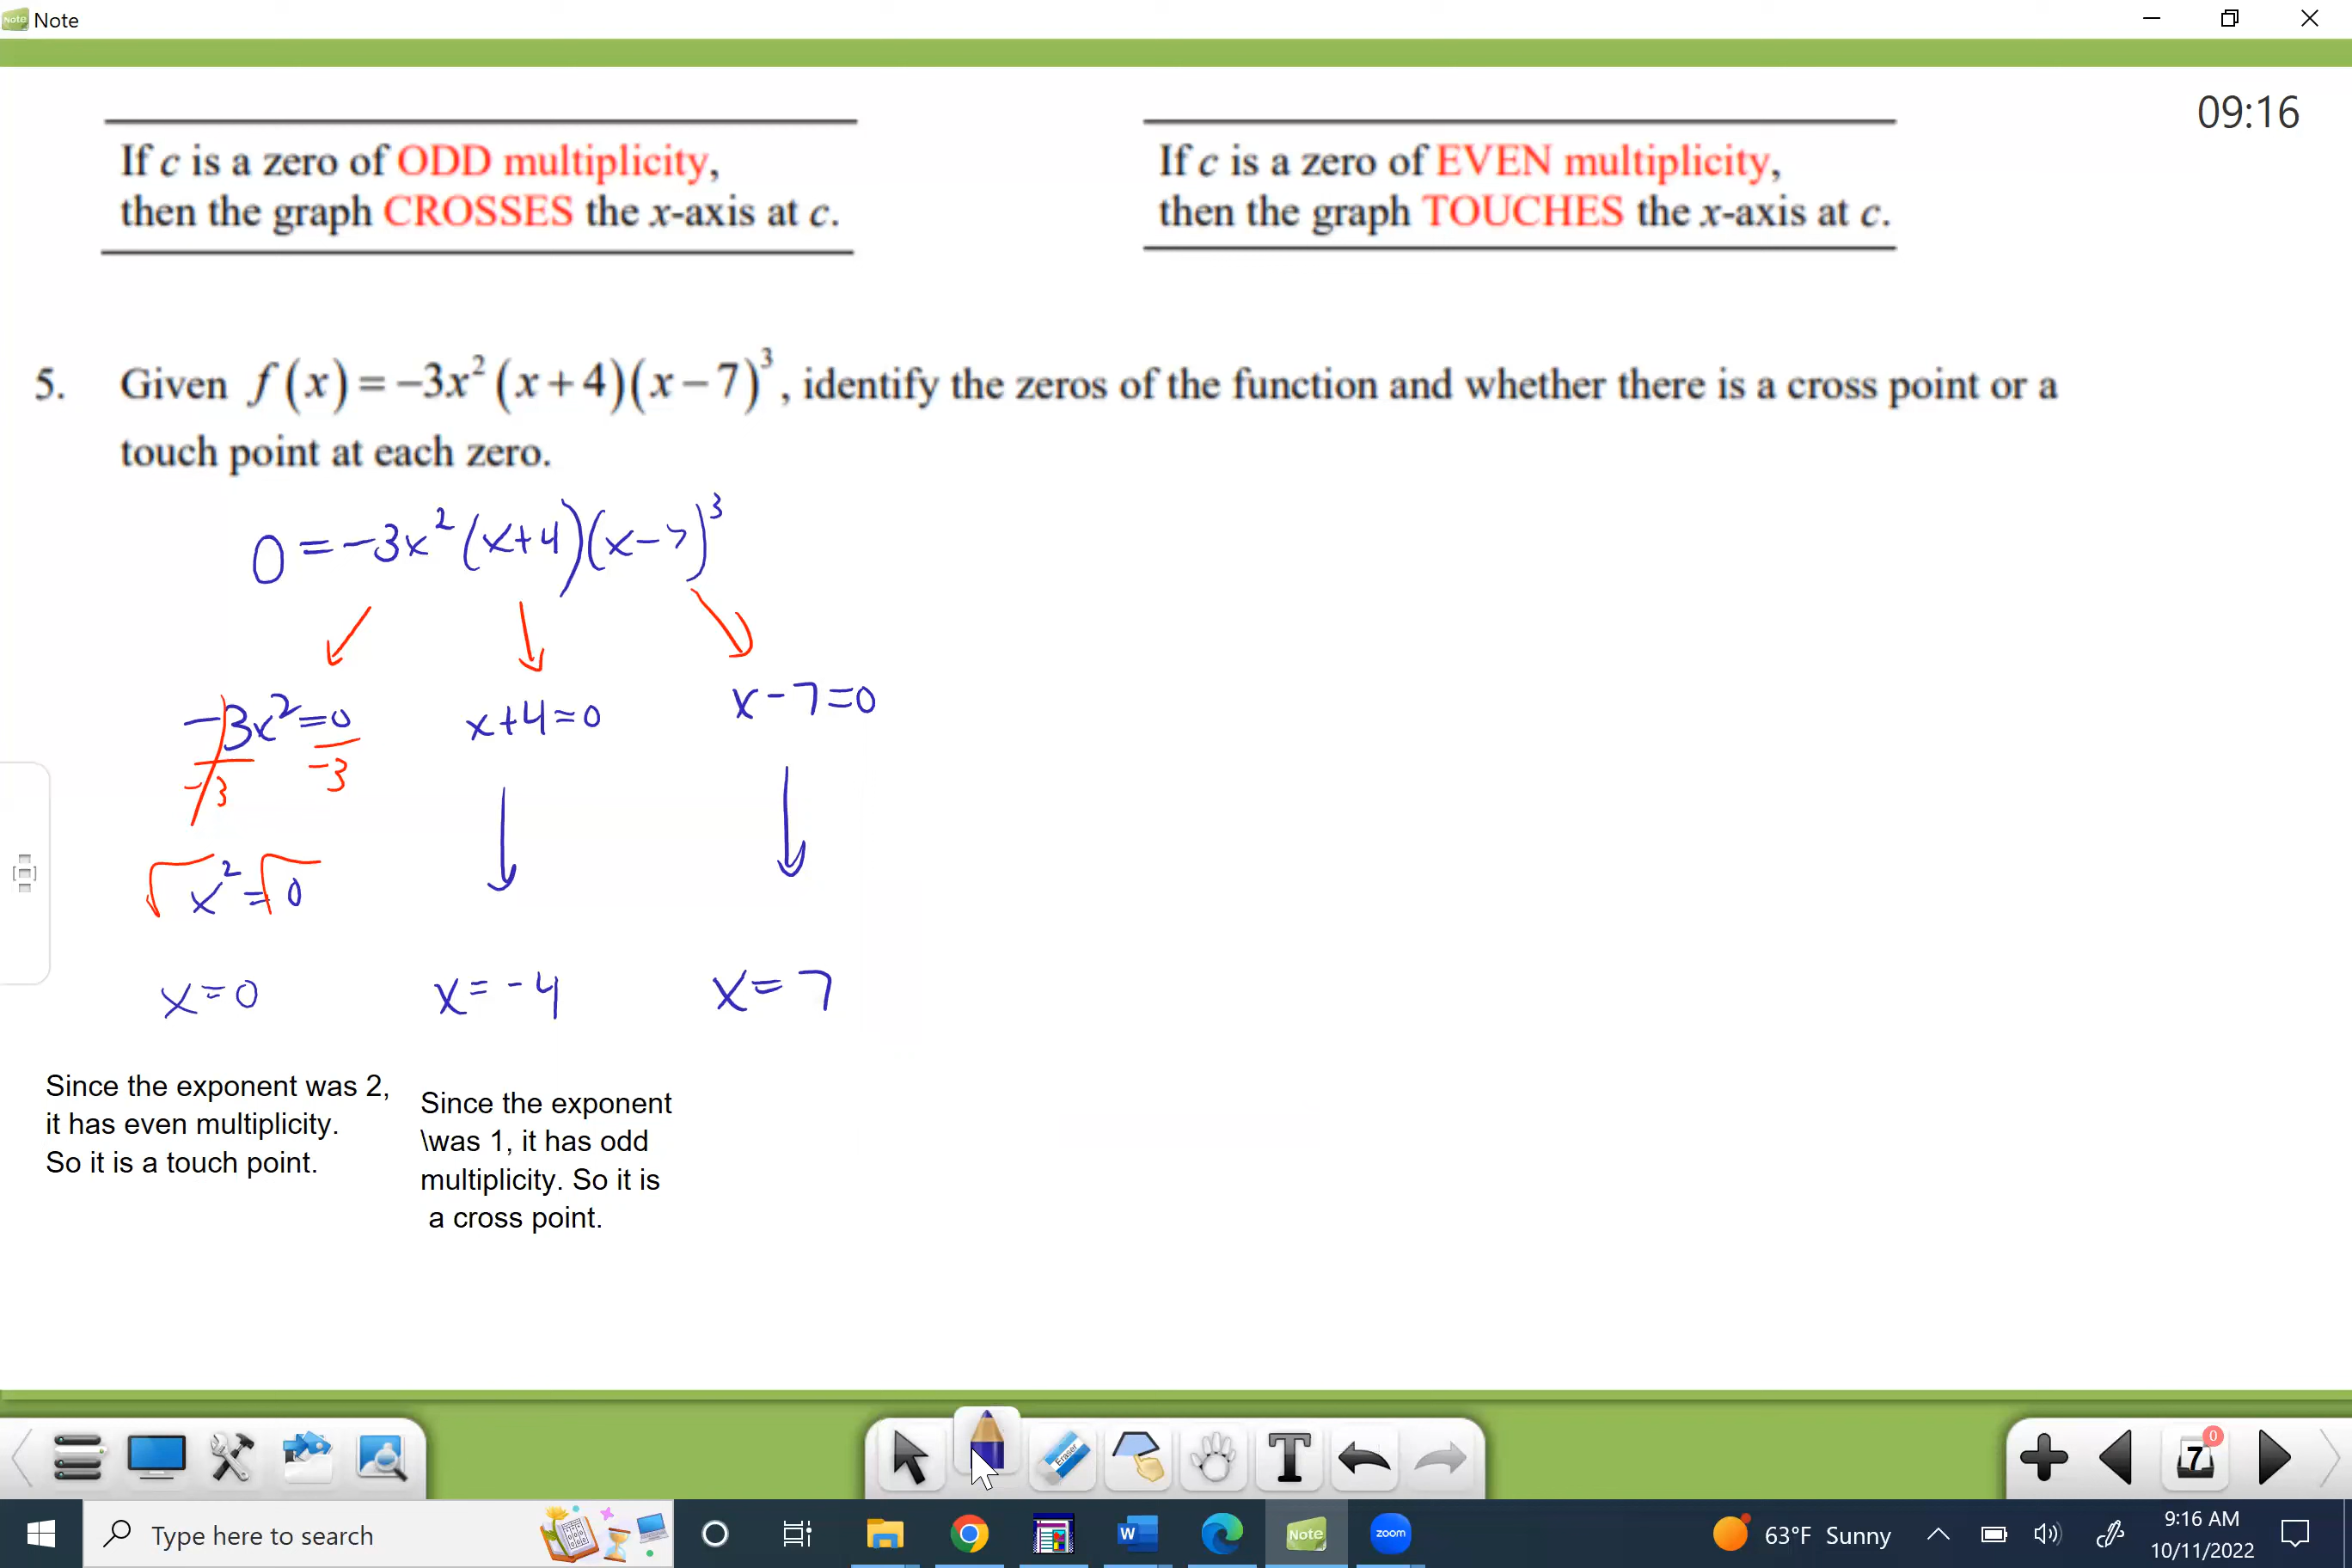 Note
09:16
If c is a zero of ODD multiplicity,
then the graph CROSSES the x-axis at c.
If c is a zero of EVEN multiplicity,
then the graph TOUCHES the x-axis at c.
5. Given f(x) = −3x²(x+4)(x−7)³, identify the zeros of the function and whether there is a cross point or a
touch point at each zero.
0 = −3x²(x+4)(x−7)³
−3x²=0 x+4=0 x−7=0
−3 −3
√x² = √0
x=0 x=−4 x=7
Since the exponent was 2,
it has even multiplicity.
So it is a touch point.
Since the exponent
\was 1, it has odd
multiplicity. So it is
a cross point.
Eraser
T
7
0
Type here to search
W
Note
zoom
63°F Sunny
9:16 AM
10/11/2022